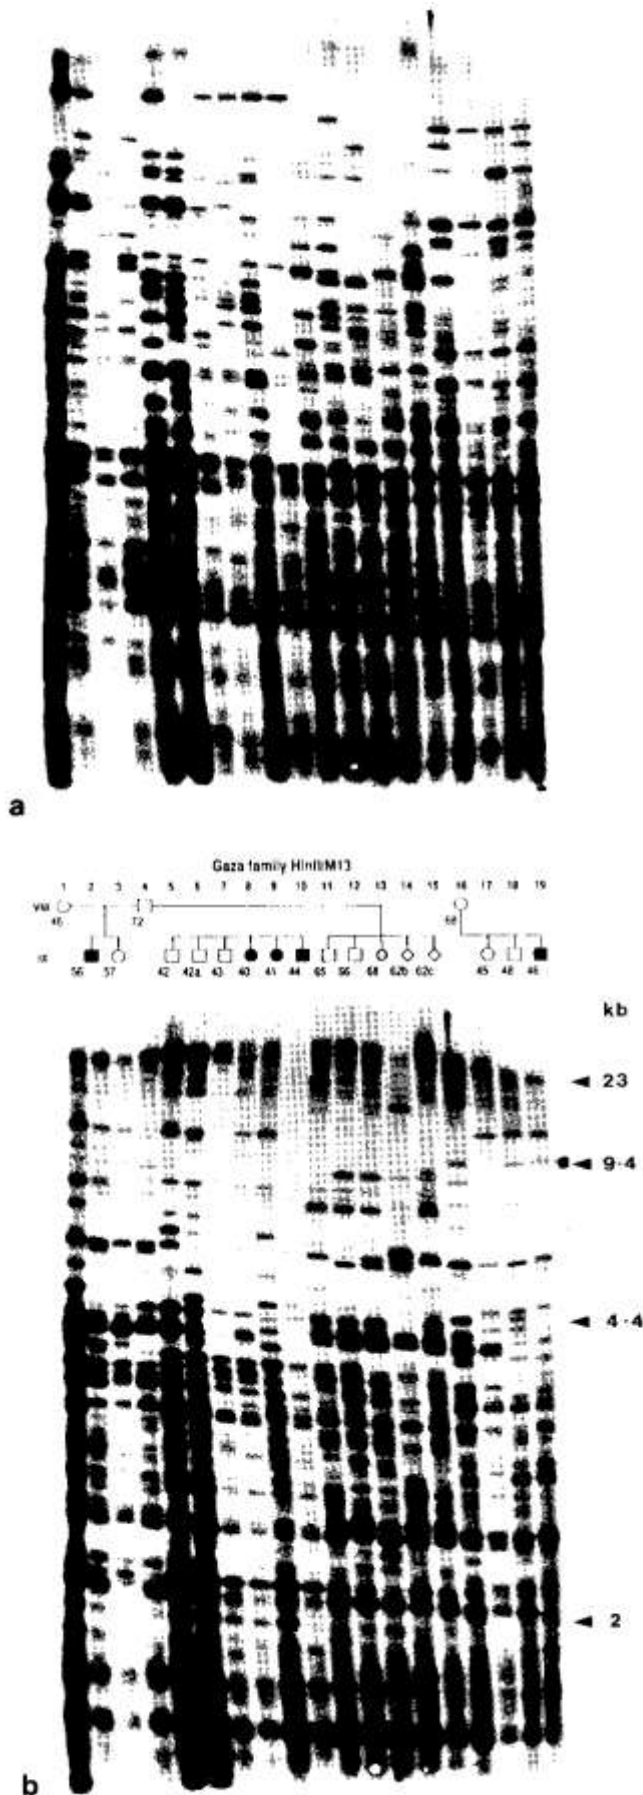 a
Gaza family HinfI:M13
1 2 3 4 5 6 7 8 9 10 11 12 13 14 15 16 17 18 19
VIII
46 72 68
IX
56 57 42 42a 43 40 41 44 65 66 64 62b 62c 45 48 46
kb
23
9·4
4·4
2
b